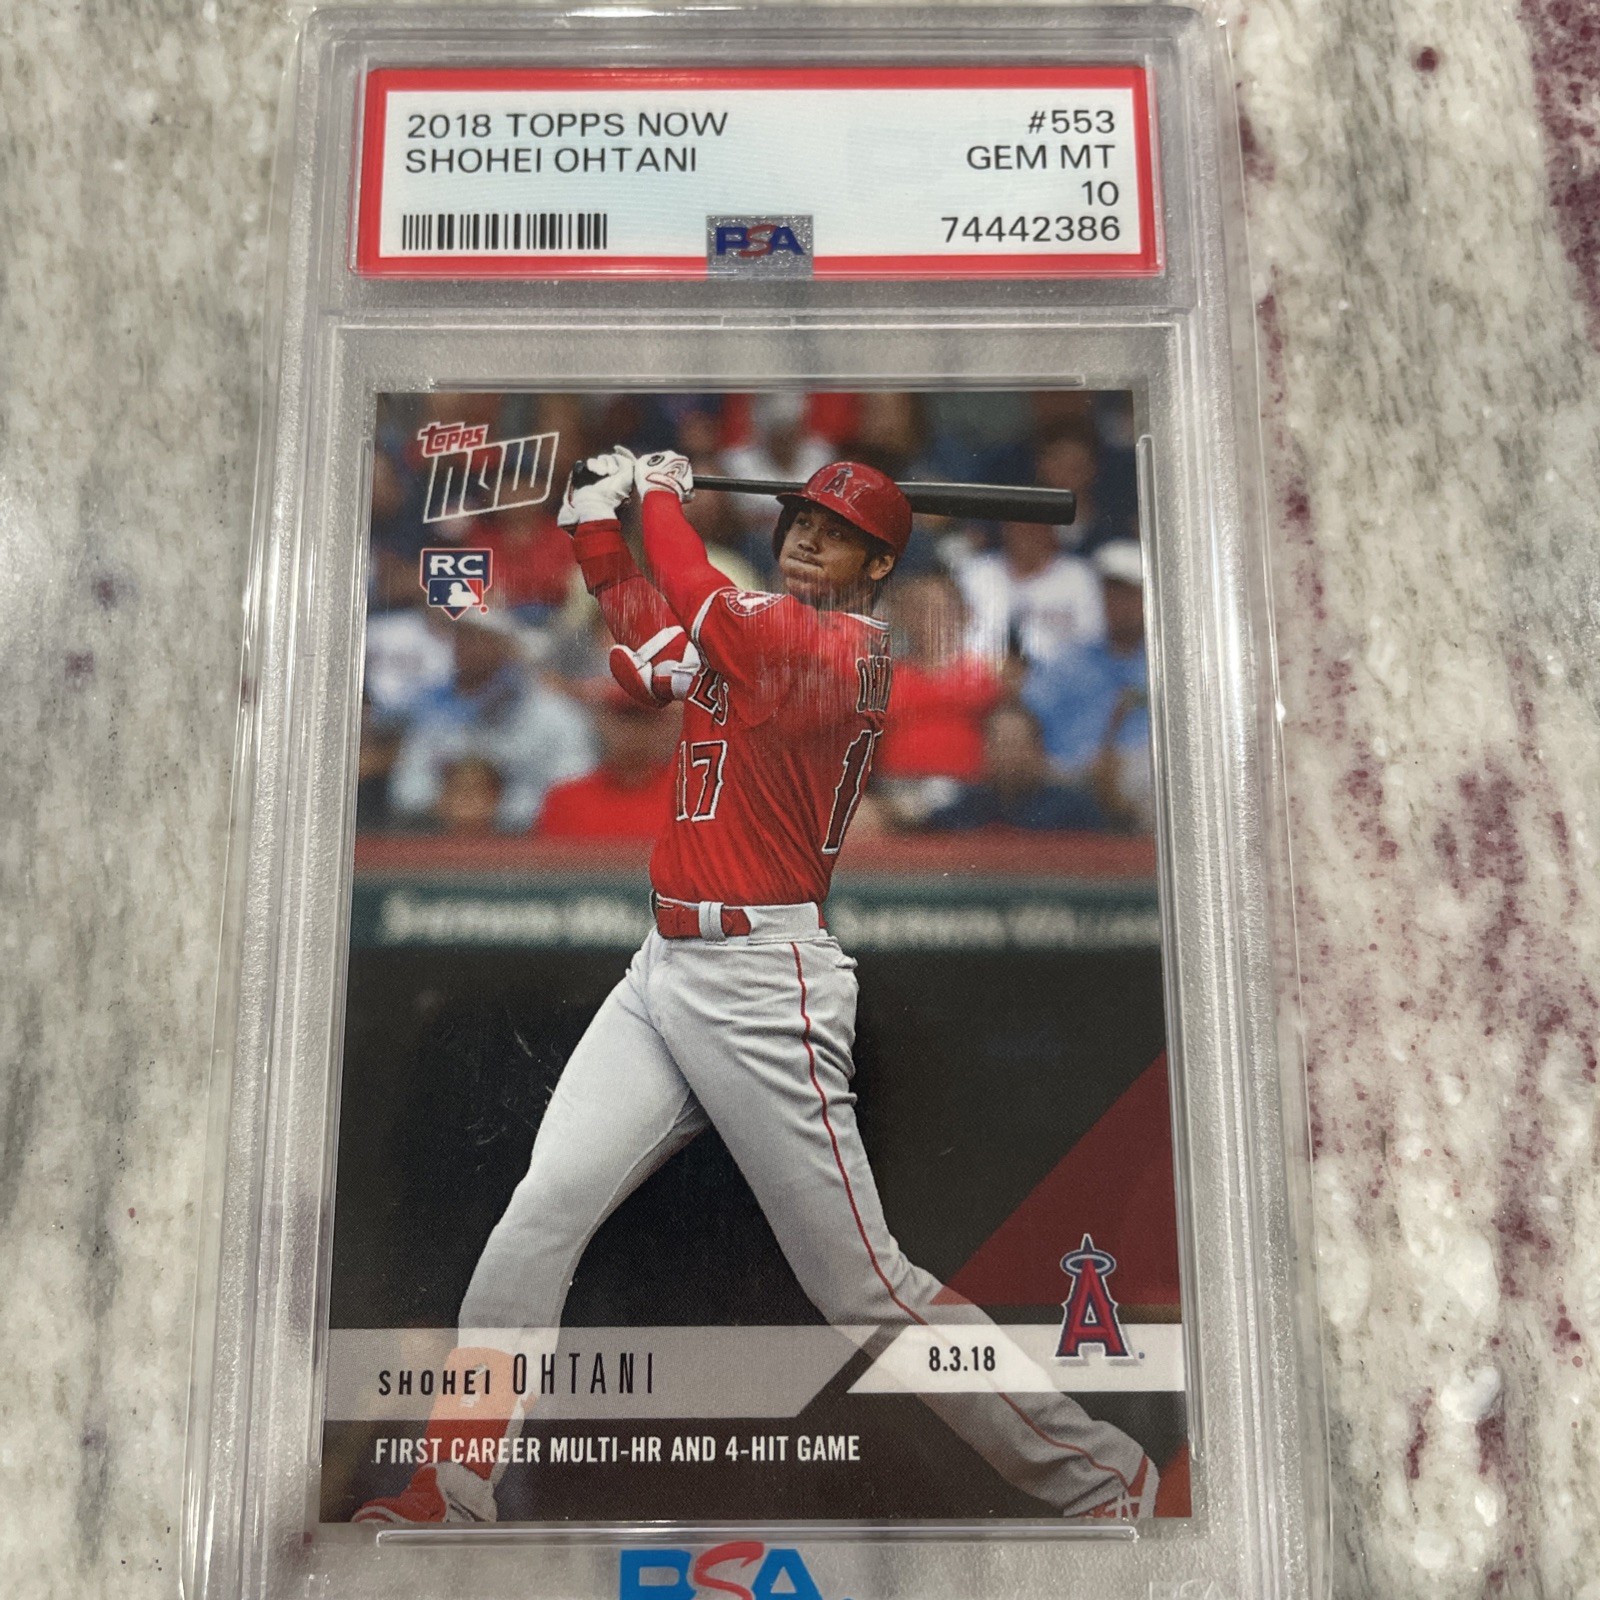 2018 TOPPS NOW #553
SHOHEI OHTANI GEM MT
10
PSA 74442386
topps
NOW
RC
A
17
SHOHEI OHTANI
8.3.18
A
FIRST CAREER MULTI-HR AND 4-HIT GAME
PSA